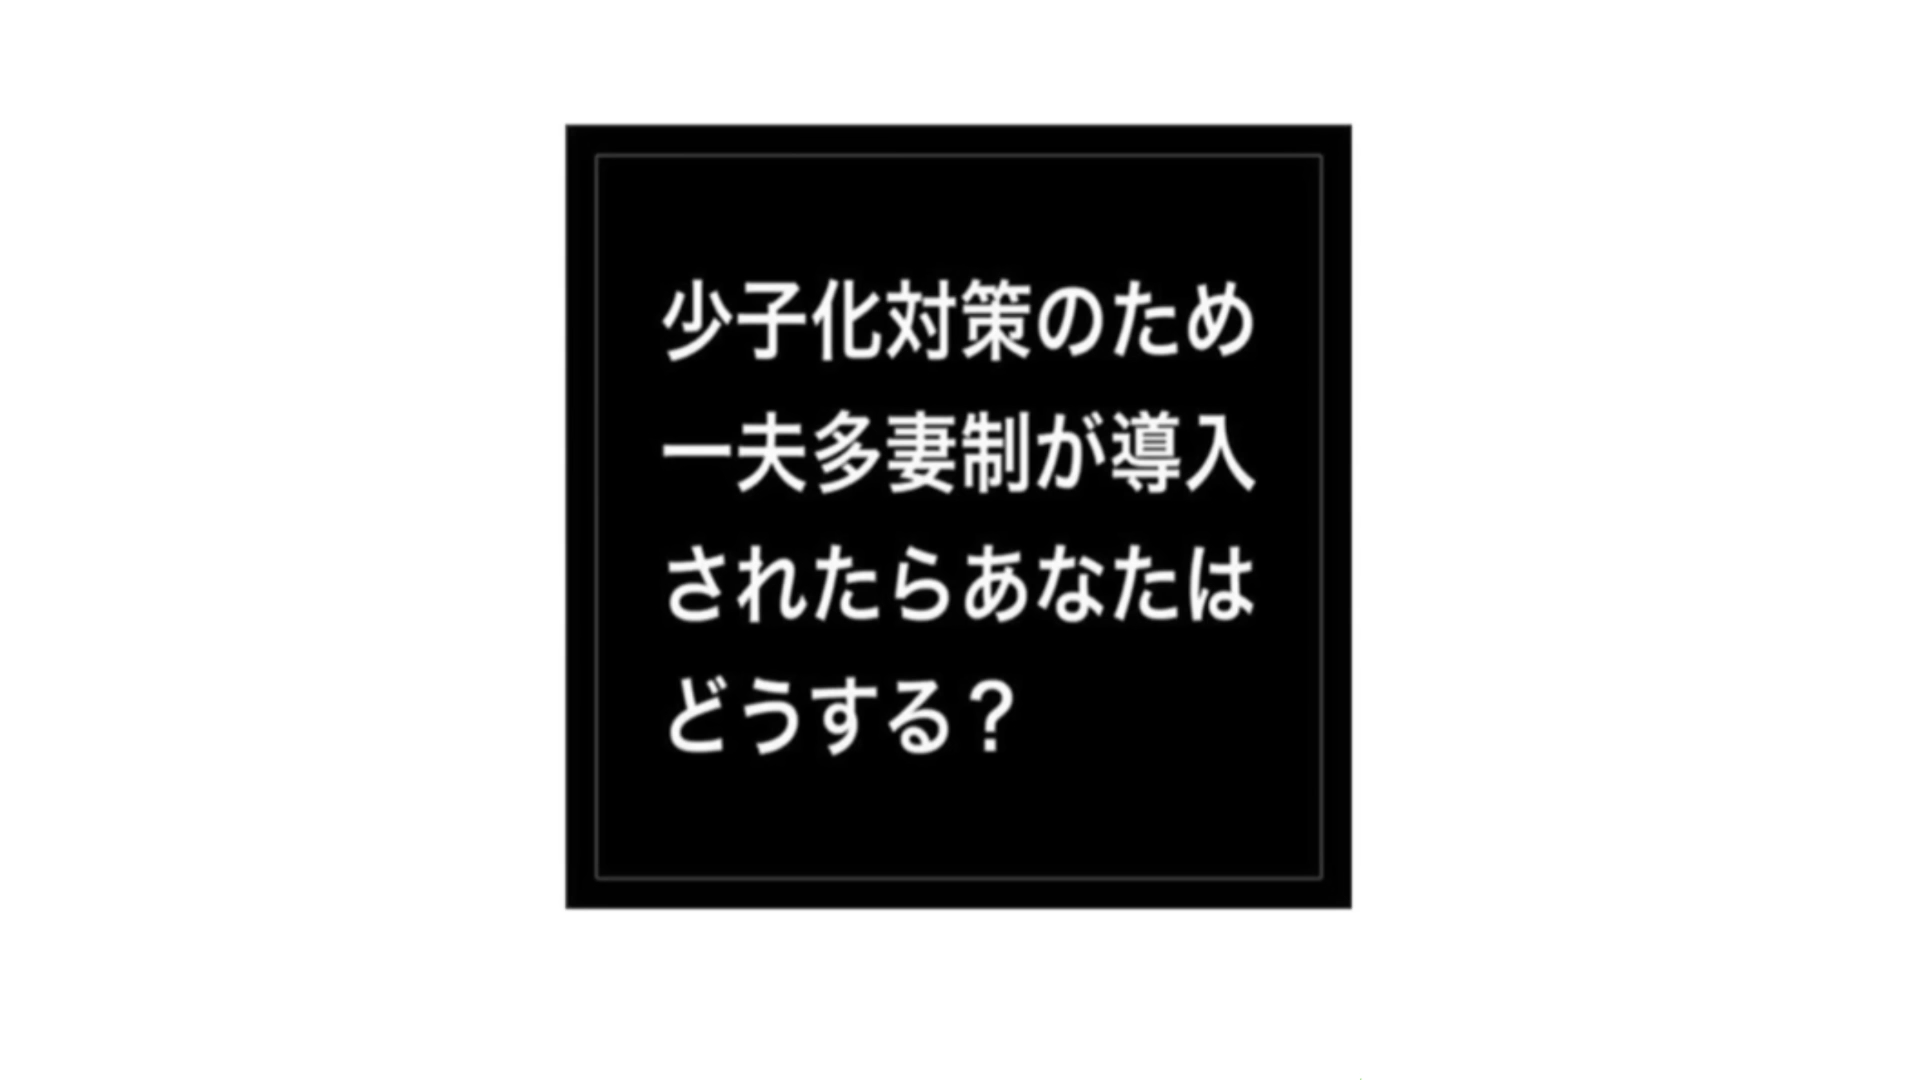 少子化対策のため
一夫多妻制が導入
されたらあなたは
どうする？